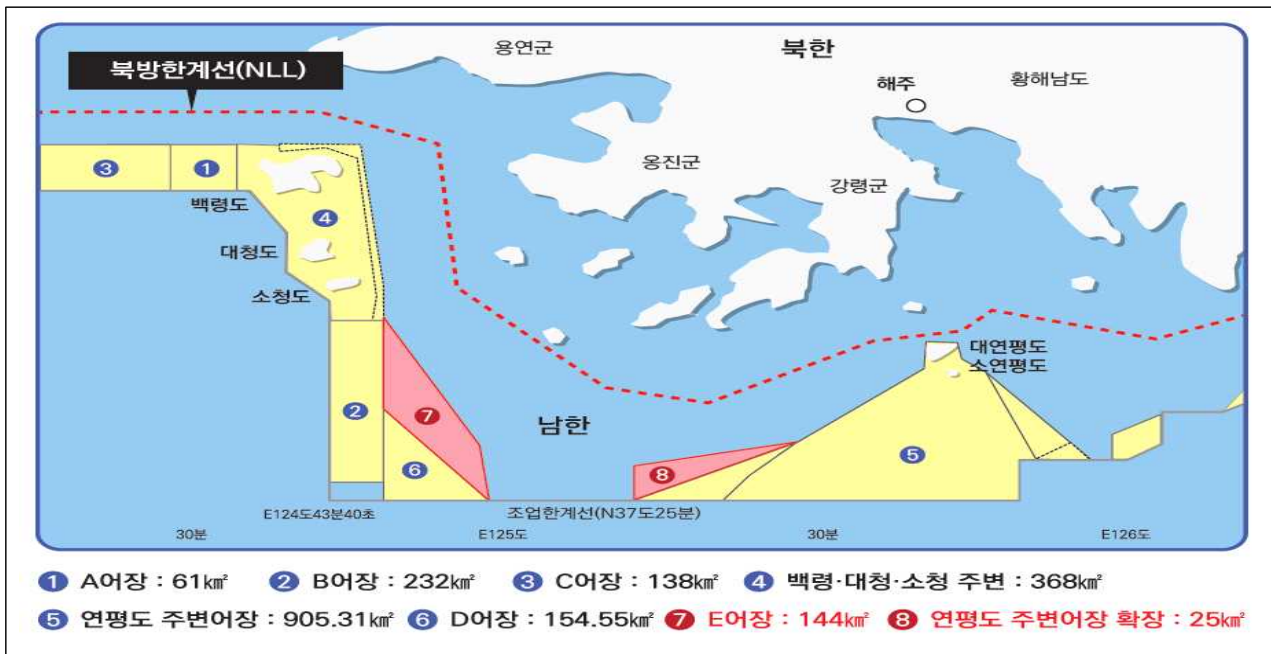 용연군
북한
북방한계선(NLL)
해주
황해남도
옹진군
강령군
③
①
백령도
④
대청도
소청도
대연평도
소연평도
②
⑦
남한
⑥
⑧
⑤
E124도43분40초
조업한계선(N37도25분)
30분
E125도
30분
E126도
① A어장 : 61㎢ ② B어장 : 232㎢ ③ C어장 : 138㎢ ④ 백령·대청·소청 주변 : 368㎢
⑤ 연평도 주변어장 : 905.31㎢ ⑥ D어장 : 154.55㎢ ⑦ E어장 : 144㎢ ⑧ 연평도 주변어장 확장 : 25㎢